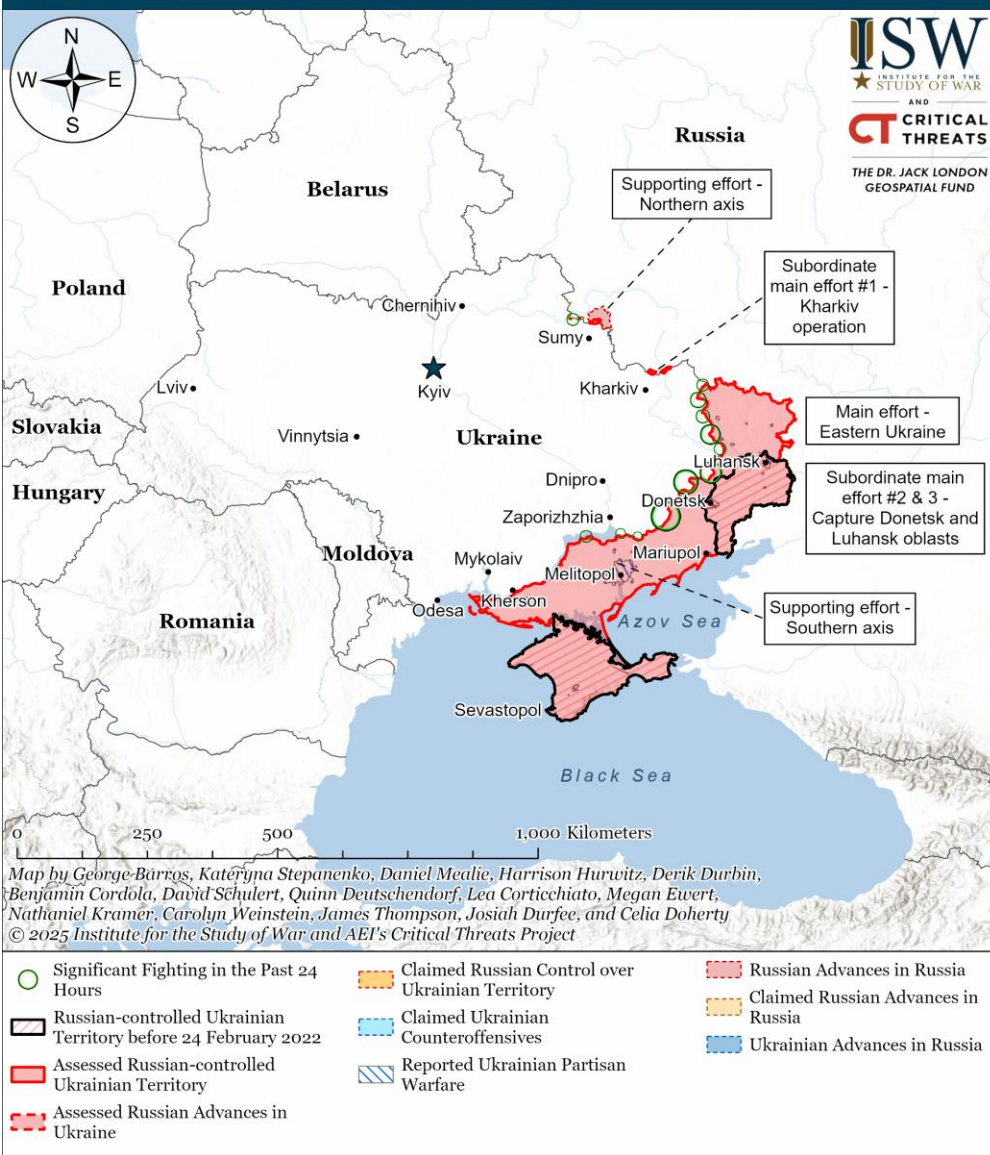 N
W
E
S
ISW
INSTITUTE FOR THE
STUDY OF WAR
AND
CT CRITICAL
THREATS
THE DR. JACK LONDON
GEOSPATIAL FUND
Russia
Supporting effort -
Northern axis
Belarus
Subordinate
main effort #1 -
Kharkiv
operation
Poland
Chernihiv
Sumy
Kyiv
Lviv
Kharkiv
Slovakia
Vinnytsia
Ukraine
Main effort -
Eastern Ukraine
Luhansk
Hungary
Dnipro
Donetsk
Subordinate main
effort #2 & 3 -
Capture Donetsk and
Luhansk oblasts
Zaporizhzhia
Moldova
Mykolaiv
Mariupol
Melitopol
Kherson
Odesa
Romania
Azov Sea
Supporting effort -
Southern axis
Sevastopol
Black Sea
0
250
500
1,000 Kilometers
Map by George Barros, Kateryna Stepanenko, Daniel Mealie, Harrison Hurwitz, Derik Durbin,
Benjamin Cordola, David Schulert, Quinn Deutschendorf, Lea Corticchiato, Megan Ewert,
Nathaniel Kramer, Carolyn Weinstein, James Thompson, Josiah Durfee, and Celia Doherty
© 2025 Institute for the Study of War and AEI's Critical Threats Project
Significant Fighting in the Past 24
Hours
Russian-controlled Ukrainian
Territory before 24 February 2022
Assessed Russian-controlled
Ukrainian Territory
Assessed Russian Advances in
Ukraine
Claimed Russian Control over
Ukrainian Territory
Claimed Ukrainian
Counteroffensives
Reported Ukrainian Partisan
Warfare
Russian Advances in Russia
Claimed Russian Advances in
Russia
Ukrainian Advances in Russia